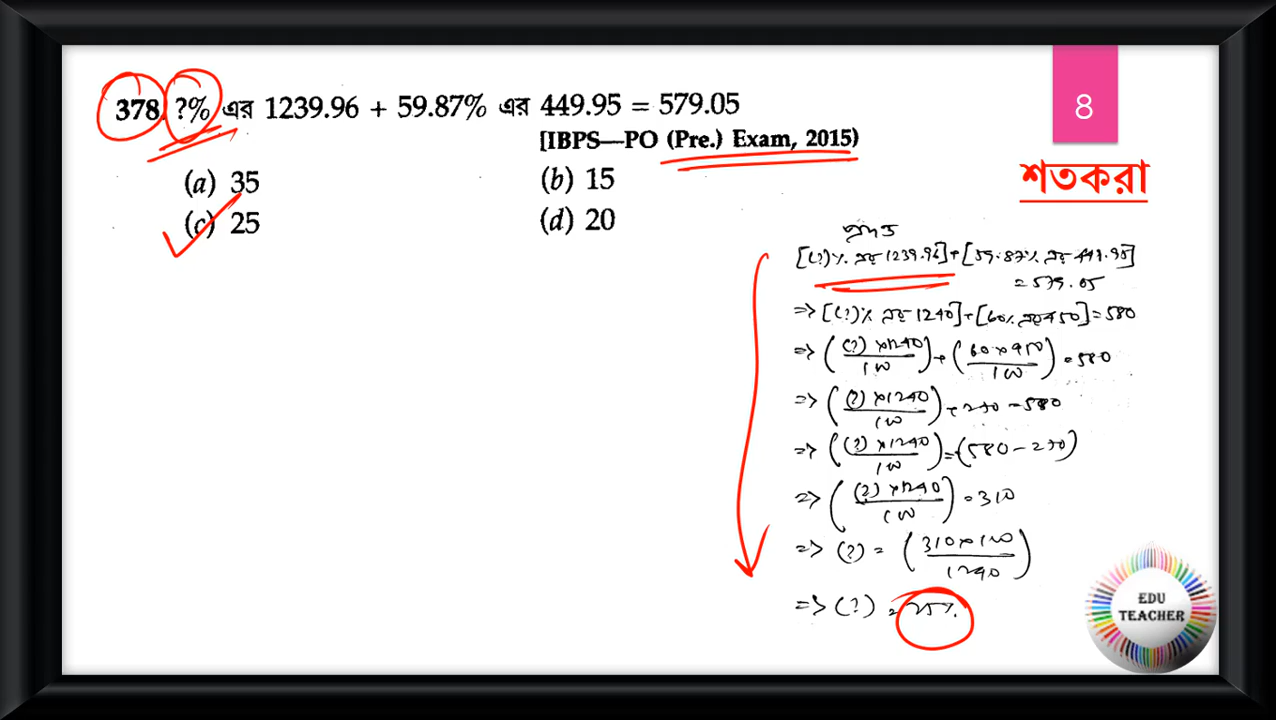 378. ?% এর 1239.96 + 59.87% এর 449.95 = 579.05
[IBPS—PO (Pre.) Exam, 2015)
(a) 35
(b) 15
(c) 25
(d) 20
8
শতকরা
প্রদত্ত
[(?)% এর 1239.96] + [59.87% এর 449.95]
= 579.05
=> [(?)% এর 1240] + [60% এর 450] = 580
=> ((?) × 1240 / 100) + (60 × 450 / 100) = 580
=> ((?) × 1240 / 100) + 270 = 580
=> ((?) × 1240 / 100) = (580 - 270)
=> ((?) × 1240 / 100) = 310
=> (?) = (310 × 100 / 1240)
=> (?) = 25%.
EDU
TEACHER